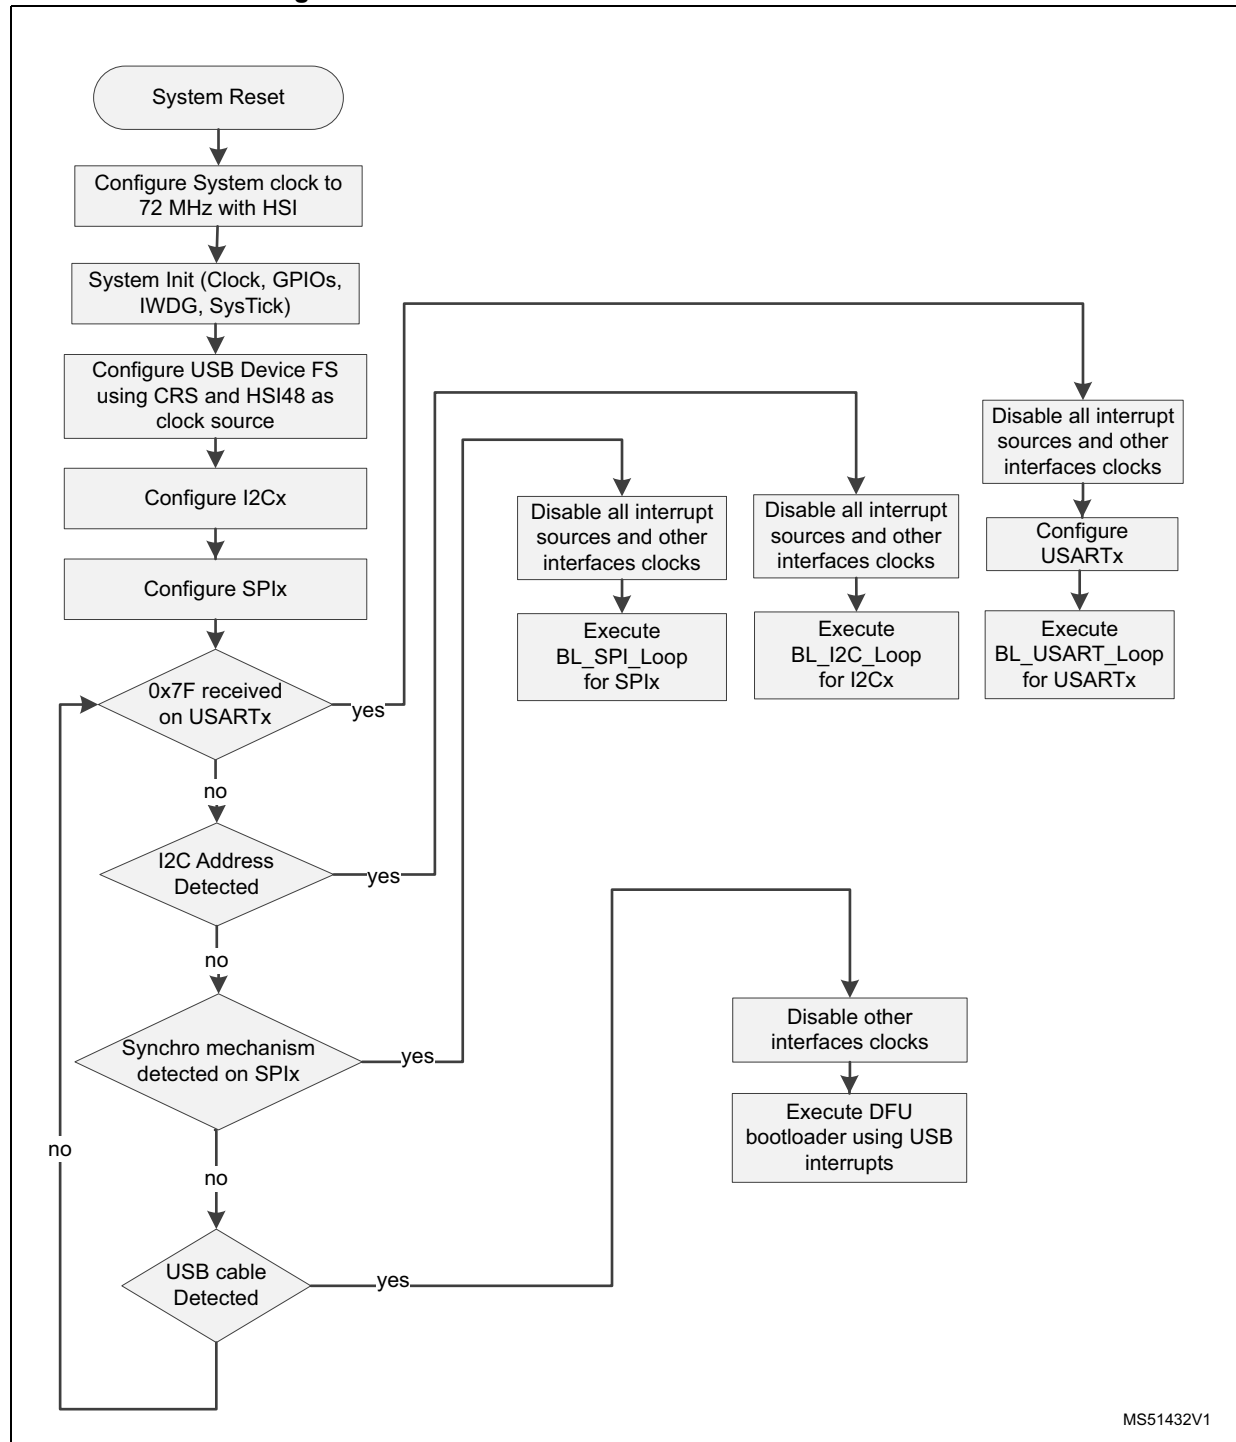 System Reset
Configure System clock to
72 MHz with HSI
System Init (Clock, GPIOs,
IWDG, SysTick)
Configure USB Device FS
using CRS and HSI48 as
clock source
Configure I2Cx
Configure SPIx
0x7F received
on USARTx
yes
no
I2C Address
Detected
yes
no
Synchro mechanism
detected on SPIx
yes
no
USB cable
Detected
yes
no
Disable all interrupt
sources and other
interfaces clocks
Execute
BL_SPI_Loop
for SPIx
Disable all interrupt
sources and other
interfaces clocks
Execute
BL_I2C_Loop
for I2Cx
Disable all interrupt
sources and other
interfaces clocks
Configure
USARTx
Execute
BL_USART_Loop
for USARTx
Disable other
interfaces clocks
Execute DFU
bootloader using USB
interrupts
MS51432V1